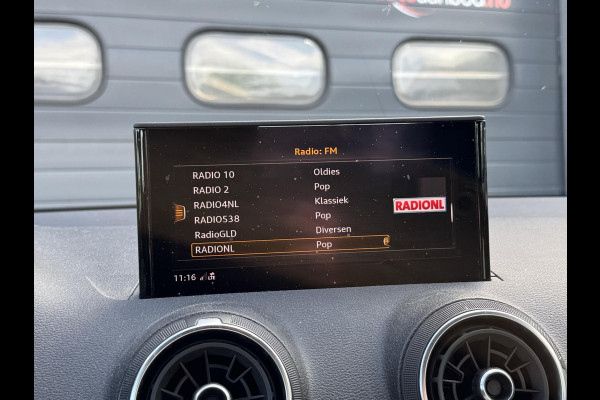 Radio: FM
RADIO 10 Oldies
RADIO 2 Pop
RADIO4NL Klassiek
RADIO538 Pop
RadioGLD Diversen
RADIONL Pop
RADIONL
11:16 LTE